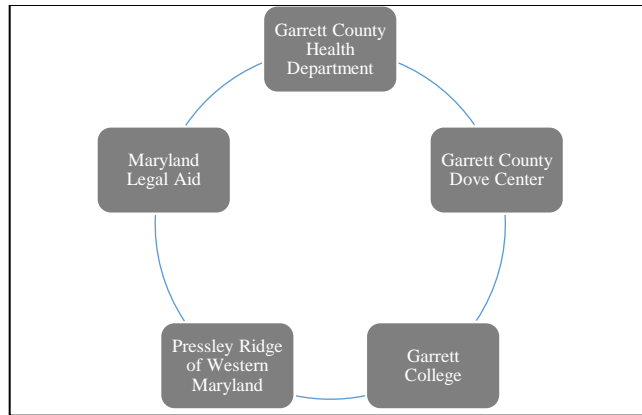 Garrett County
Health
Department
Maryland
Legal Aid
Garrett County
Dove Center
Pressley Ridge
of Western
Maryland
Garrett
College